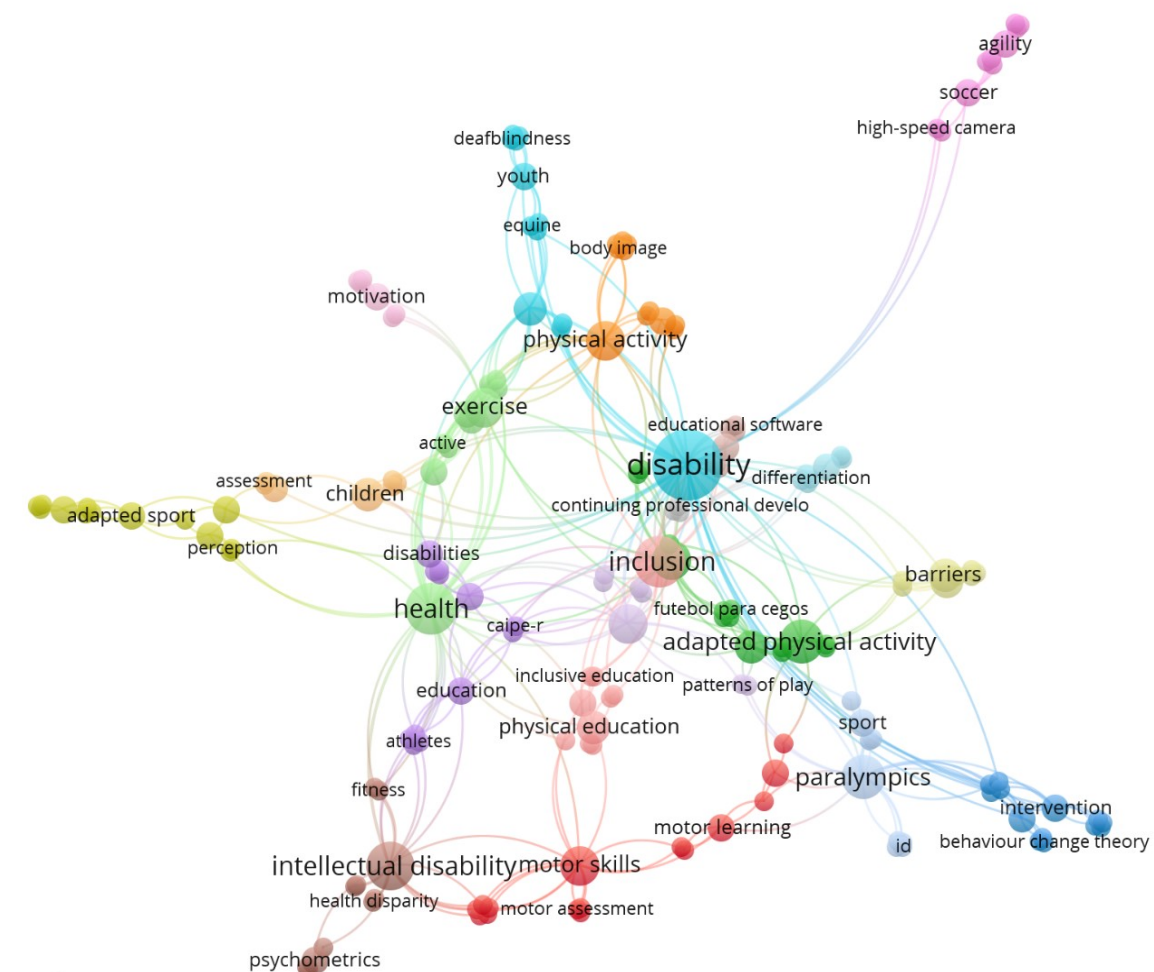 agility
soccer
high-speed camera
deafblindness
youth
equine
body image
motivation
physical activity
exercise
educational software
active
disability
differentiation
assessment
children
continuing professional develo
adapted sport
perception
disabilities
inclusion
barriers
health
futebol para cegos
caipe-r
adapted physical activity
inclusive education
patterns of play
education
physical education
sport
athletes
paralympics
fitness
intervention
motor learning
behaviour change theory
id
intellectual disability
motor skills
health disparity
motor assessment
psychometrics